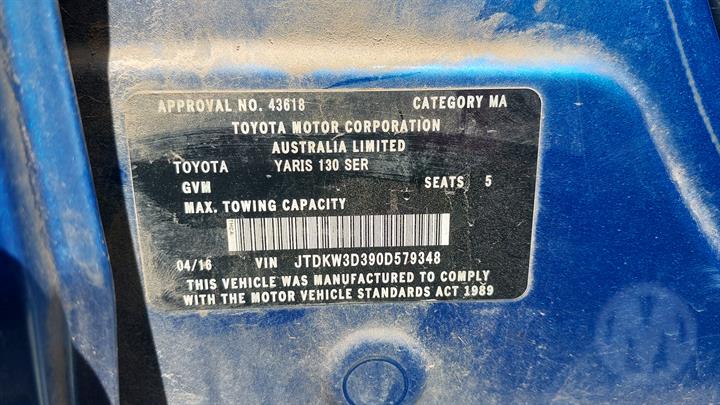 APPROVAL NO. 43618 CATEGORY MA
TOYOTA MOTOR CORPORATION
AUSTRALIA LIMITED
TOYOTA YARIS 130 SER
GVM SEATS 5
MAX. TOWING CAPACITY
04/16 VIN JTDKW3D390D579348
THIS VEHICLE WAS MANUFACTURED TO COMPLY
WITH THE MOTOR VEHICLE STANDARDS ACT 1989
M